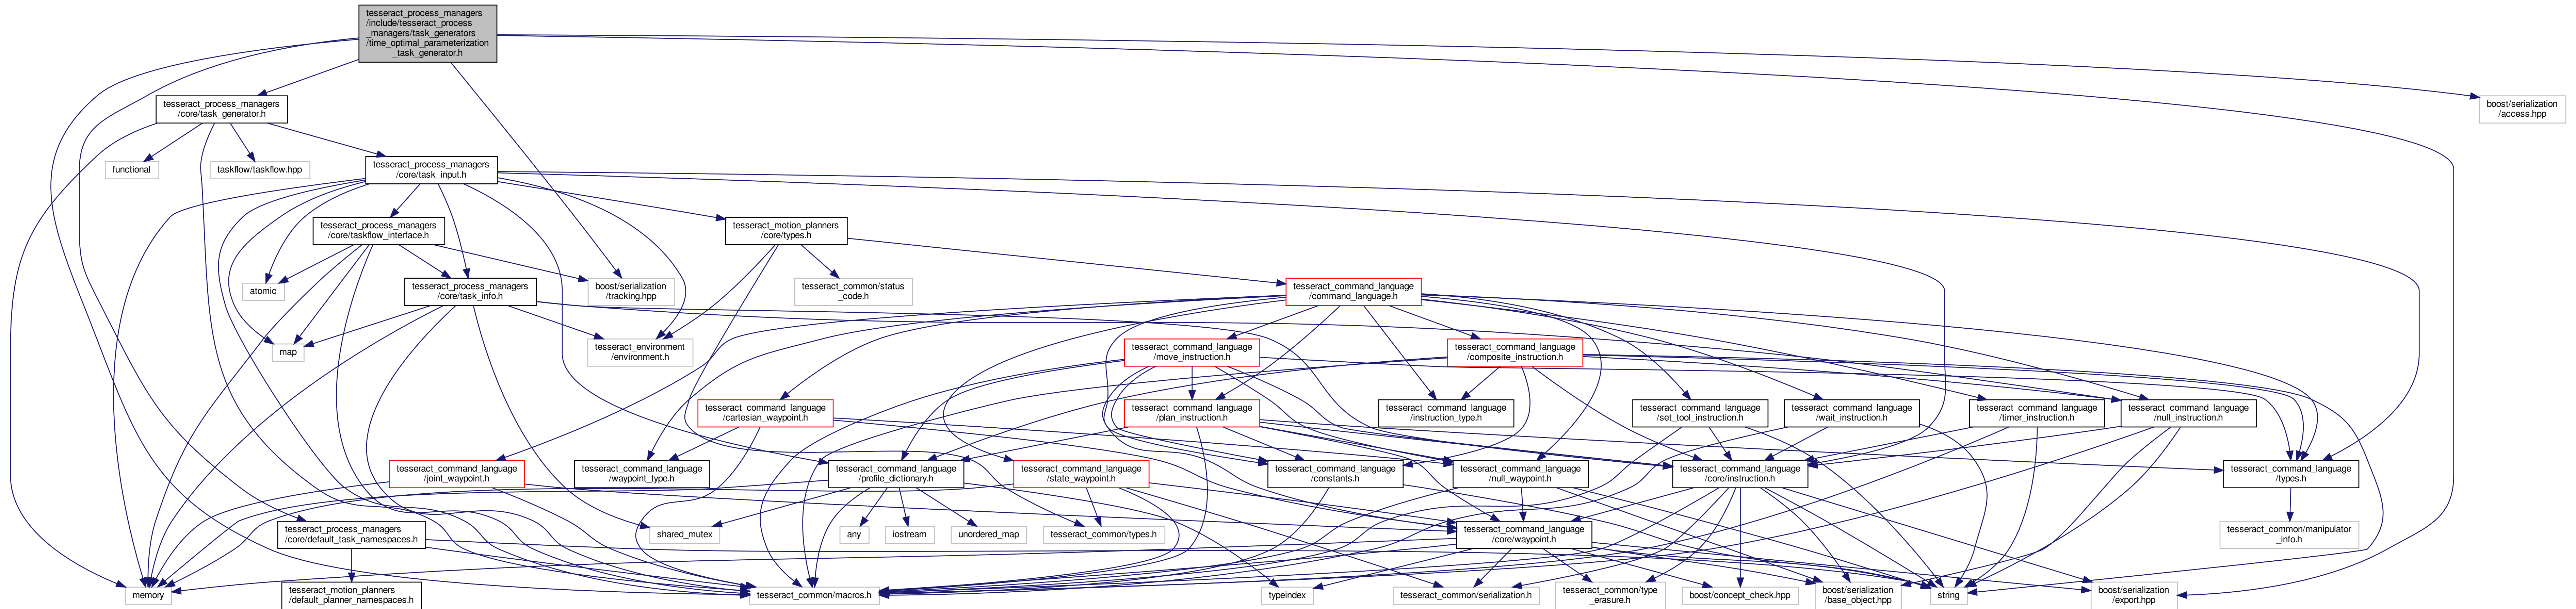 tesseract_process_managers
/include/tesseract_process
_managers/task_generators
/time_optimal_parameterization
_task_generator.h
tesseract_process_managers
/core/task_generator.h
boost/serialization
/access.hpp
functional
taskflow/taskflow.hpp
tesseract_process_managers
/core/task_input.h
tesseract_process_managers
/core/taskflow_interface.h
tesseract_motion_planners
/core/types.h
atomic
tesseract_process_managers
/core/task_info.h
boost/serialization
/tracking.hpp
tesseract_common/status
_code.h
tesseract_command_language
/command_language.h
map
tesseract_environment
/environment.h
tesseract_command_language
/move_instruction.h
tesseract_command_language
/composite_instruction.h
tesseract_command_language
/cartesian_waypoint.h
tesseract_command_language
/plan_instruction.h
tesseract_command_language
/instruction_type.h
tesseract_command_language
/set_tool_instruction.h
tesseract_command_language
/wait_instruction.h
tesseract_command_language
/timer_instruction.h
tesseract_command_language
/null_instruction.h
tesseract_command_language
/joint_waypoint.h
tesseract_command_language
/waypoint_type.h
tesseract_command_language
/profile_dictionary.h
tesseract_command_language
/state_waypoint.h
tesseract_command_language
/constants.h
tesseract_command_language
/null_waypoint.h
tesseract_command_language
/core/instruction.h
tesseract_command_language
/types.h
tesseract_process_managers
/core/default_task_namespaces.h
shared_mutex
any
iostream
unordered_map
tesseract_common/types.h
tesseract_command_language
/core/waypoint.h
tesseract_common/manipulator
_info.h
memory
tesseract_motion_planners
/default_planner_namespaces.h
tesseract_common/macros.h
typeindex
tesseract_common/serialization.h
tesseract_common/type
_erasure.h
boost/concept_check.hpp
boost/serialization
/base_object.hpp
string
boost/serialization
/export.hpp